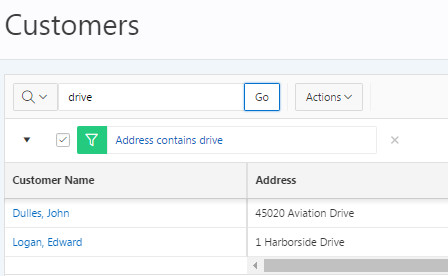 Customers
drive Go Actions
Address contains drive
Customer Name Address
Dulles, John 45020 Aviation Drive
Logan, Edward 1 Harborside Drive